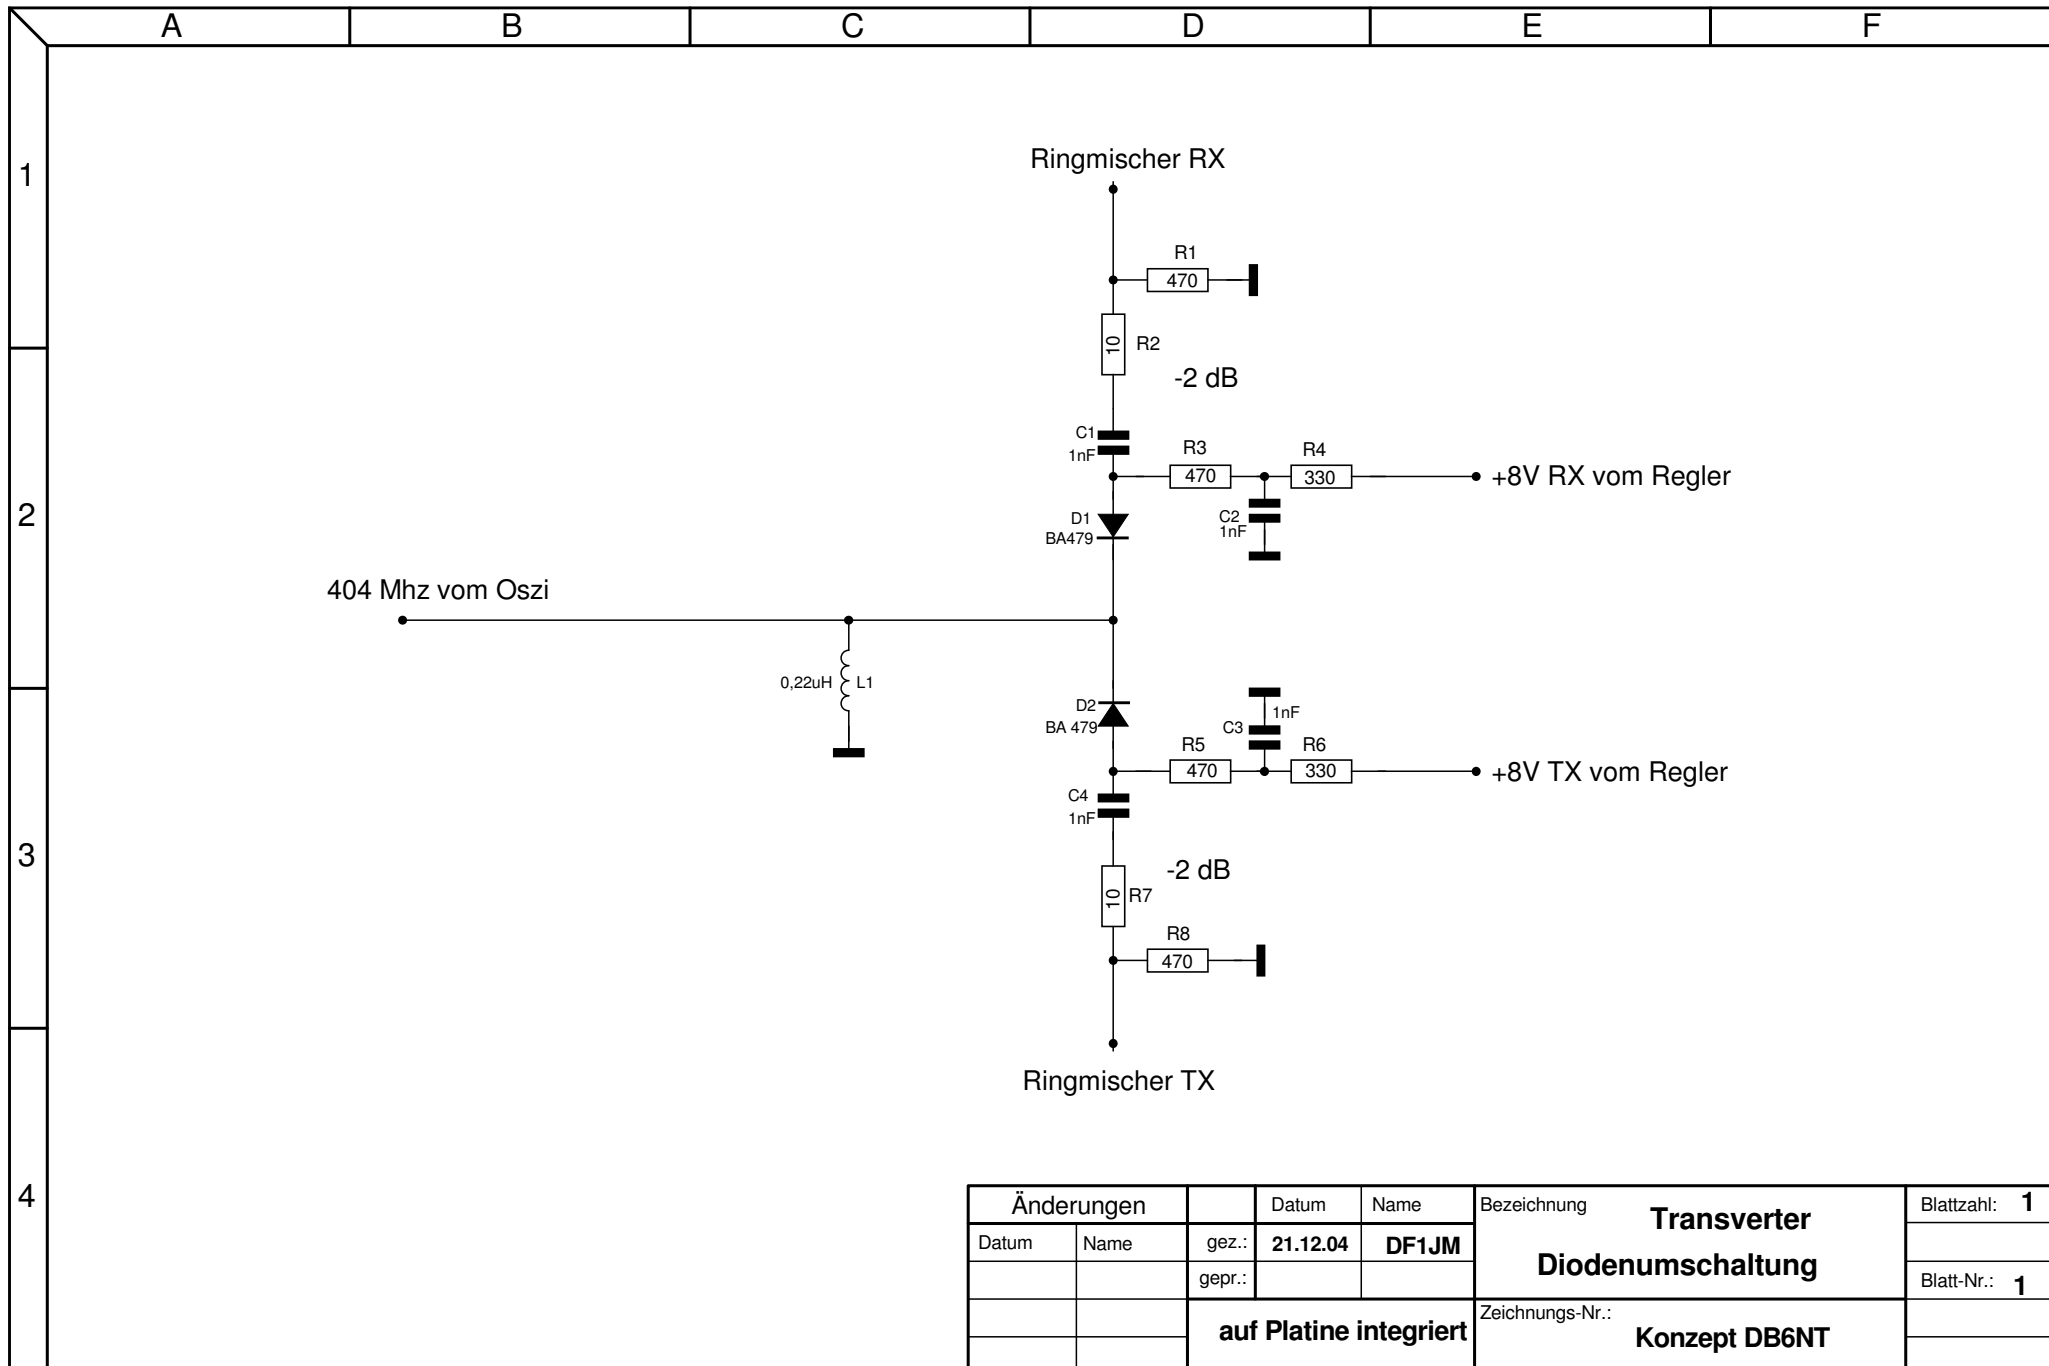 A B C D E F
1
2
3
4
Ringmischer RX
R1
470
10
R2
-2 dB
C1
1nF
R3
470
R4
330
+8V RX vom Regler
C2
1nF
D1
BA479
404 Mhz vom Oszi
0,22uH
L1
D2
BA 479
1nF
C3
R5
470
R6
330
+8V TX vom Regler
C4
1nF
-2 dB
10
R7
R8
470
Ringmischer TX
Änderungen
Datum Name
Datum Name
gez.: 21.12.04 DF1JM
gepr.:
auf Platine integriert
Bezeichnung
Transverter
Diodenumschaltung
Zeichnungs-Nr.:
Konzept DB6NT
Blattzahl: 1
Blatt-Nr.: 1